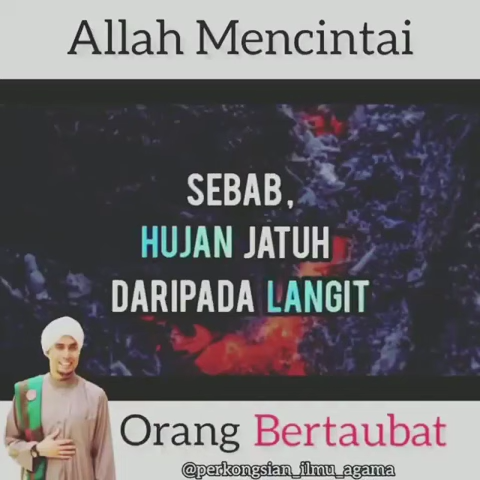 Allah Mencintai
SEBAB,
HUJAN JATUH
DARIPADA LANGIT
Orang Bertaubat
@perkongsian_ilmu_agama